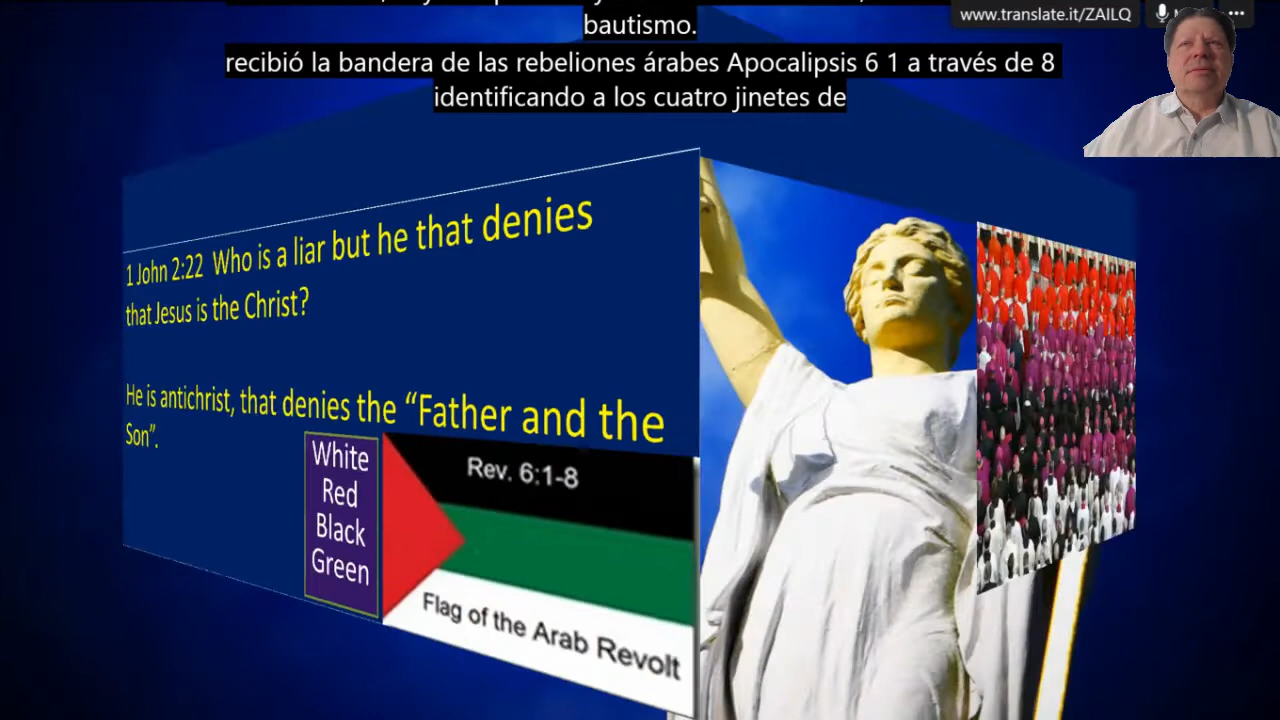 www.translate.it/ZAILQ
bautismo.
recibió la bandera de las rebeliones árabes Apocalipsis 6 1 a través de 8
identificando a los cuatro jinetes de
1 John 2:22 Who is a liar but he that denies
that Jesus is the Christ?
He is antichrist, that denies the “Father and the
Son”.
White
Red
Black
Green
Rev. 6:1-8
Flag of the Arab Revolt